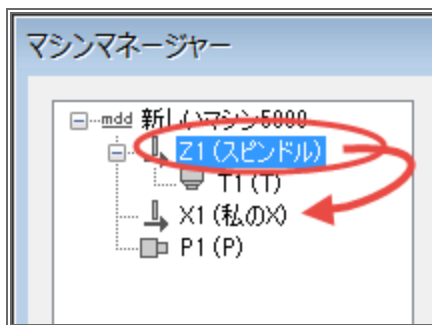 マシンマネージャー
mdd 新しいマシン5000
Z1 (スピンドル)
T1 (T)
X1 (私のX)
P1 (P)